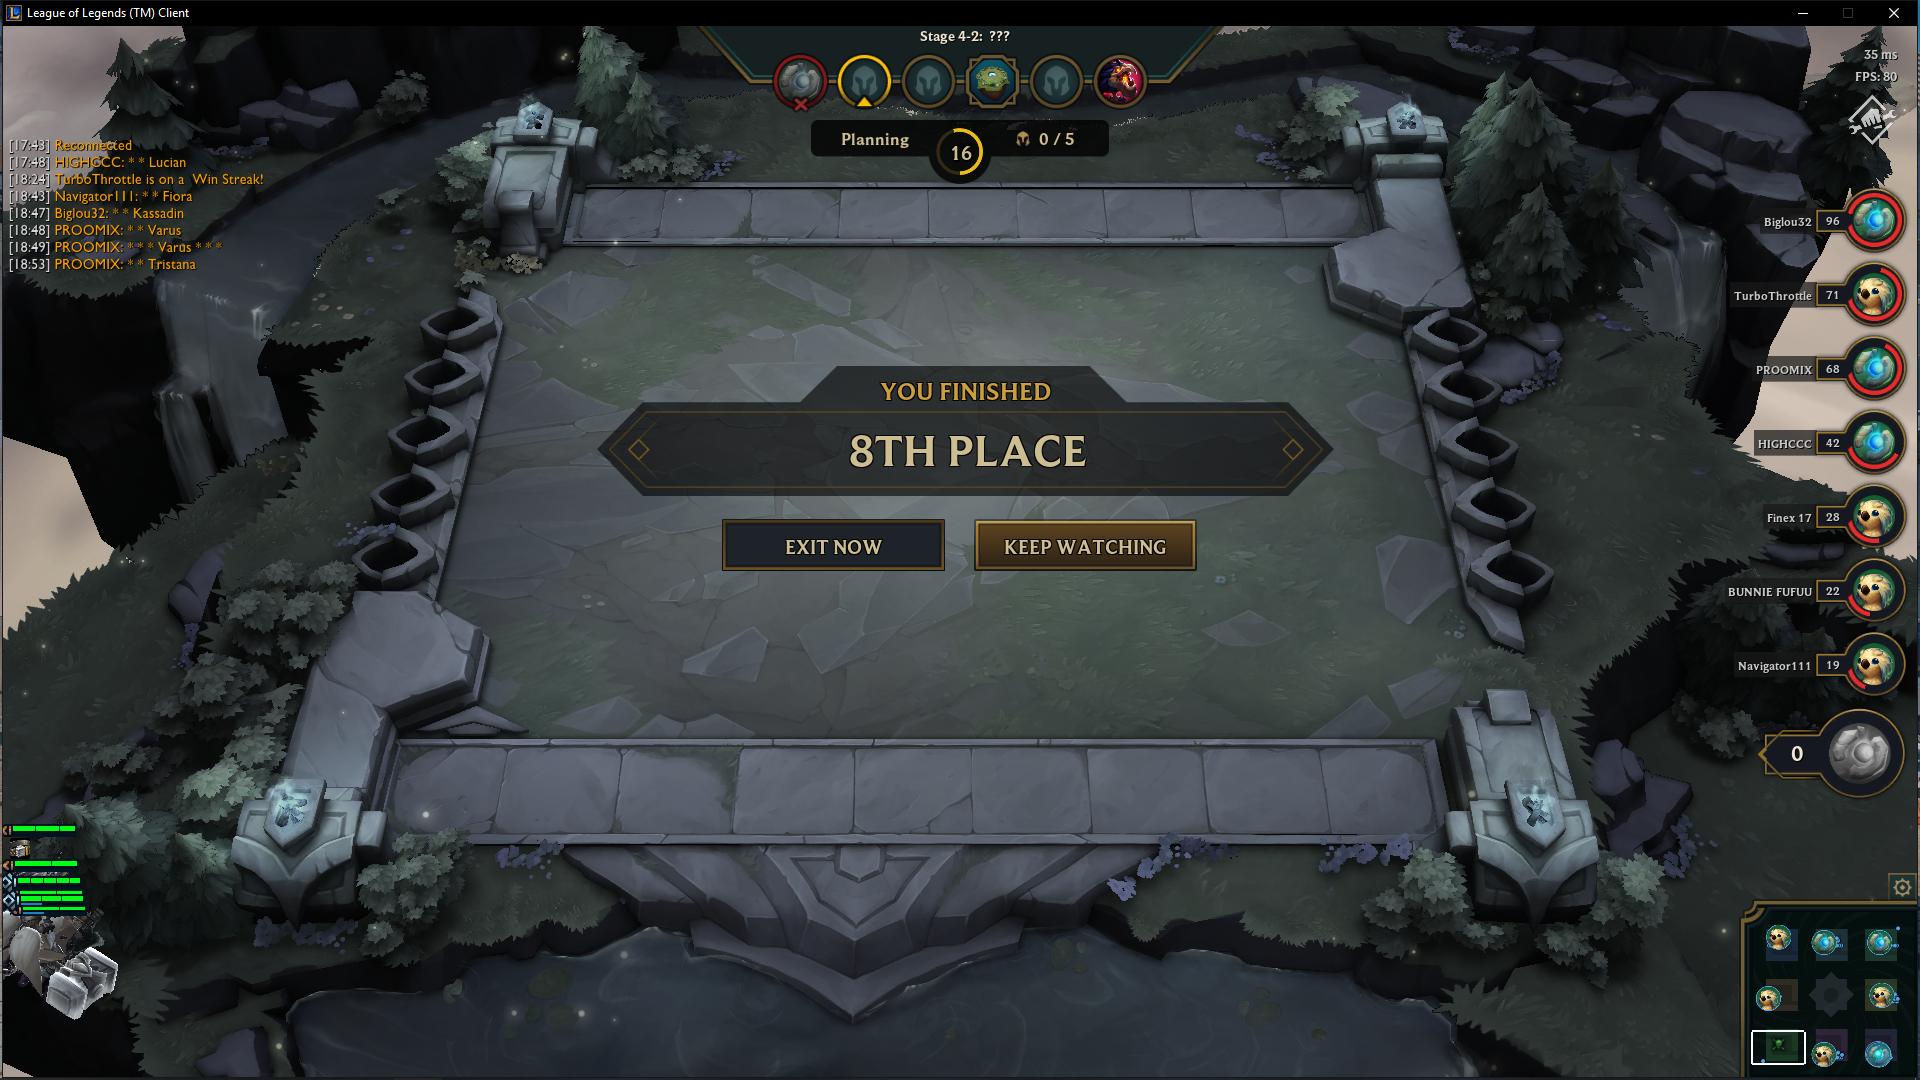 League of Legends (TM) Client
Stage 4-2: ???
35 ms
FPS: 80
Planning
16
0 / 5
[17:43] Reconnected
[17:48] HIGHCCC: * * Lucian
[18:24] TurboThrottle is on a Win Streak!
[18:43] Navigator111: * * Fiora
[18:47] Biglou32: * * Kassadin
[18:48] PROOMIX: * * Varus
[18:49] PROOMIX: * * * Varus * * *
[18:53] PROOMIX: * * Tristana
Biglou32 96
TurboThrottle 71
PROOMIX 68
HIGHCCC 42
Finex 17 28
BUNNIE FUFUU 22
Navigator111 19
0
YOU FINISHED
8TH PLACE
EXIT NOW
KEEP WATCHING